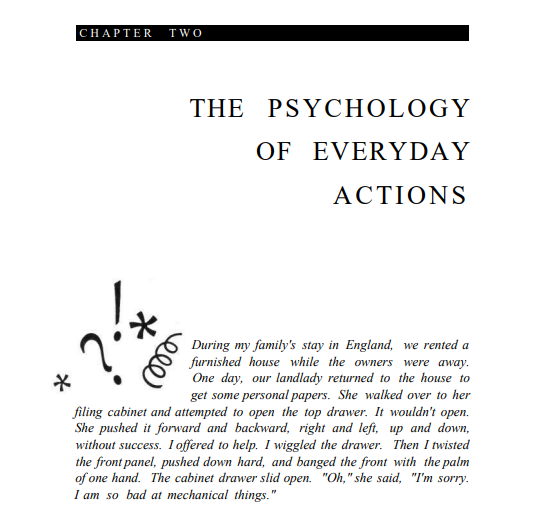 CHAPTER TWO
THE PSYCHOLOGY
OF EVERYDAY
ACTIONS
During my family's stay in England, we rented a
furnished house while the owners were away.
One day, our landlady returned to the house to
get some personal papers. She walked over to her
filing cabinet and attempted to open the top drawer. It wouldn't open.
She pushed it forward and backward, right and left, up and down,
without success. I offered to help. I wiggled the drawer. Then I twisted
the front panel, pushed down hard, and banged the front with the palm
of one hand. The cabinet drawer slid open. "Oh," she said, "I'm sorry.
I am so bad at mechanical things."